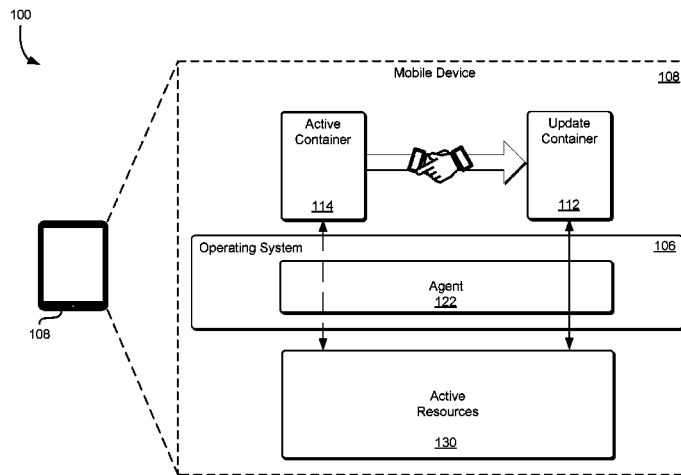 100
Mobile Device
108
Active
Container
114
Update
Container
112
Operating System
106
Agent
122
108
Active
Resources
130